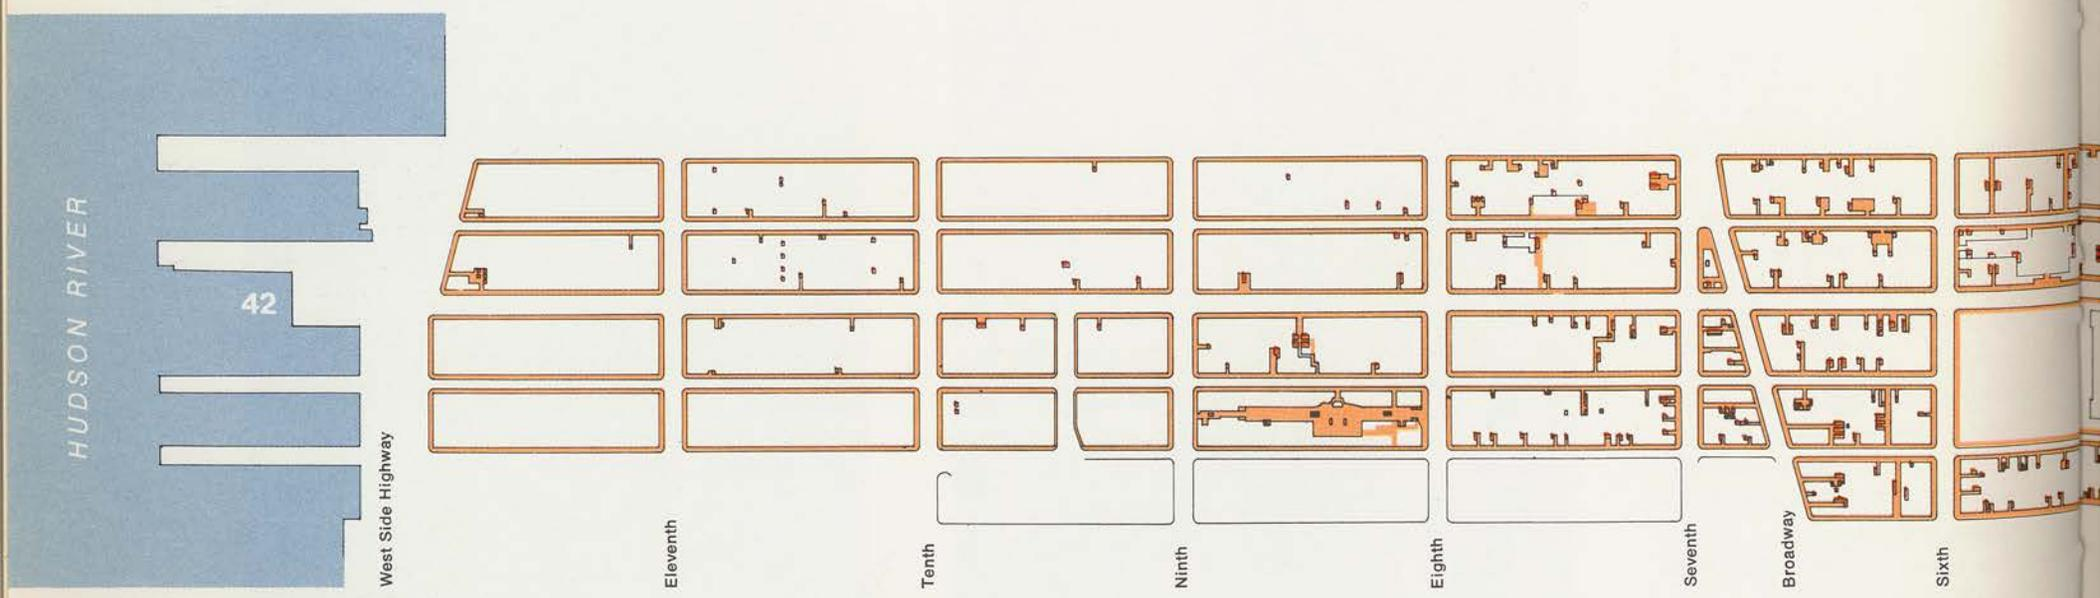 HUDSON RIVER
42
West Side Highway
Eleventh
Tenth
Ninth
Eighth
Seventh
Broadway
Sixth